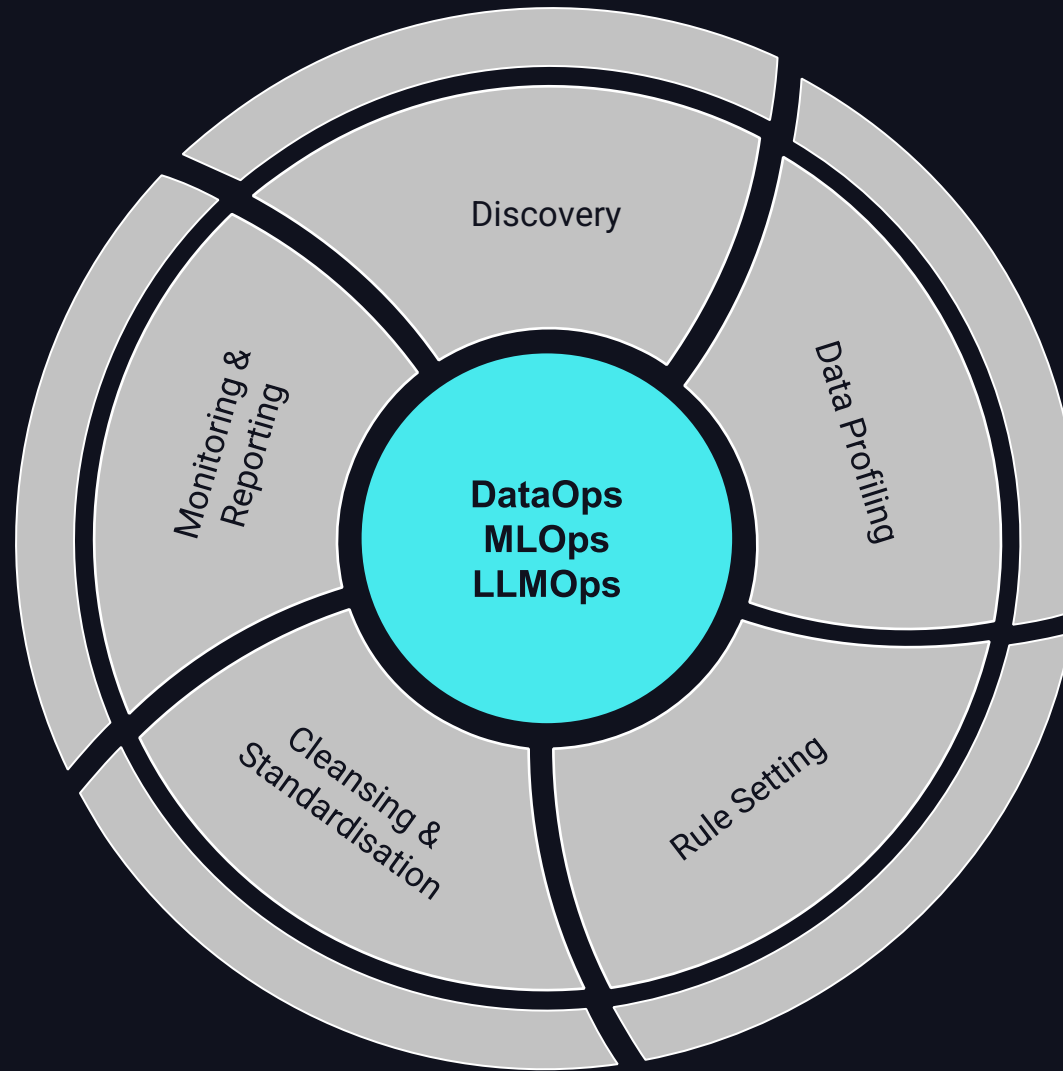 Discovery
Data Profiling
Rule Setting
Cleansing &
Standardisation
Monitoring &
Reporting
DataOps
MLOps
LLMOps